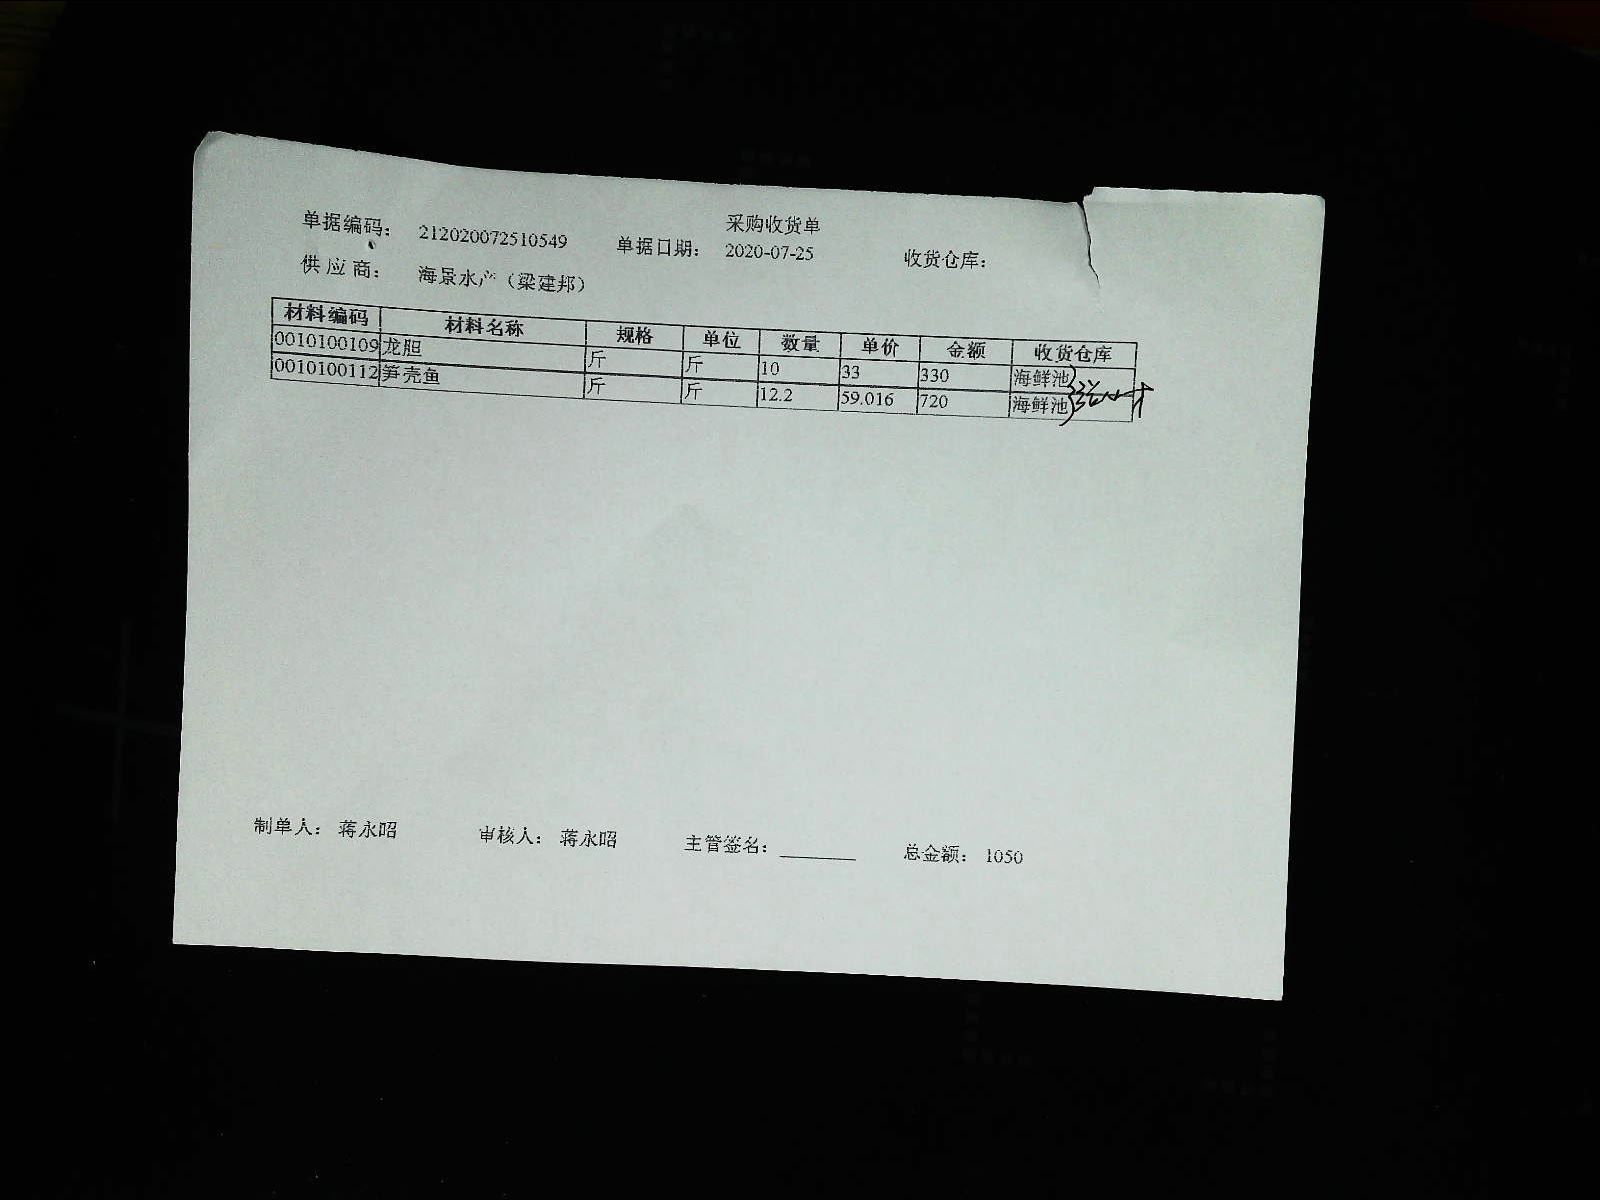 采购收货单
单据编码： 212020072510549 单据日期： 2020-07-25 收货仓库：
供应商： 海景水产（梁建邦）
材料编码 材料名称 规格 单位 数量 单价 金额 收货仓库
0010100109 龙胆 斤 斤 10 33 330 海鲜池
0010100112 笋壳鱼 斤 斤 12.2 59.016 720 海鲜池
制单人： 蒋永昭 审核人： 蒋永昭 主管签名： 总金额： 1050